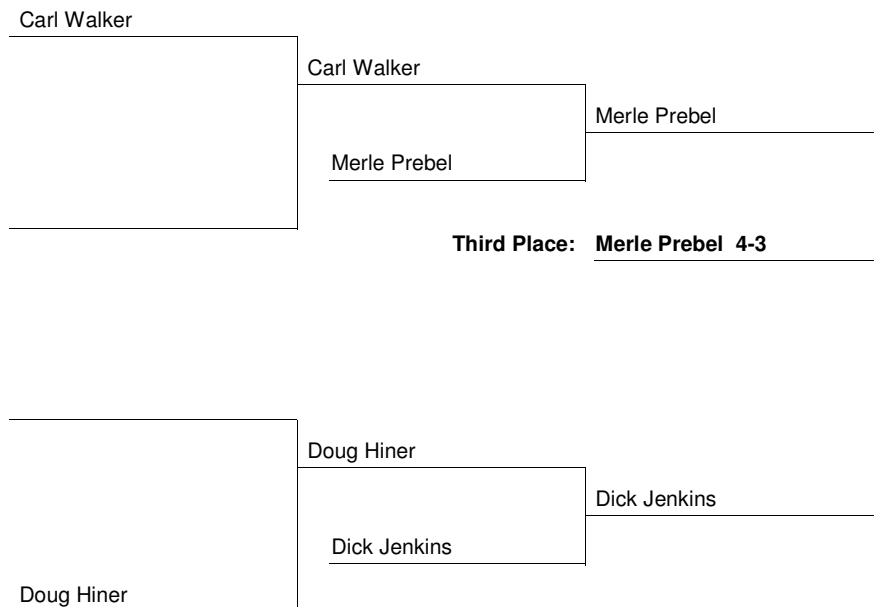 Carl Walker
Carl Walker
Merle Prebel
Merle Prebel
Third Place: Merle Prebel 4-3
Doug Hiner
Dick Jenkins
Dick Jenkins
Doug Hiner